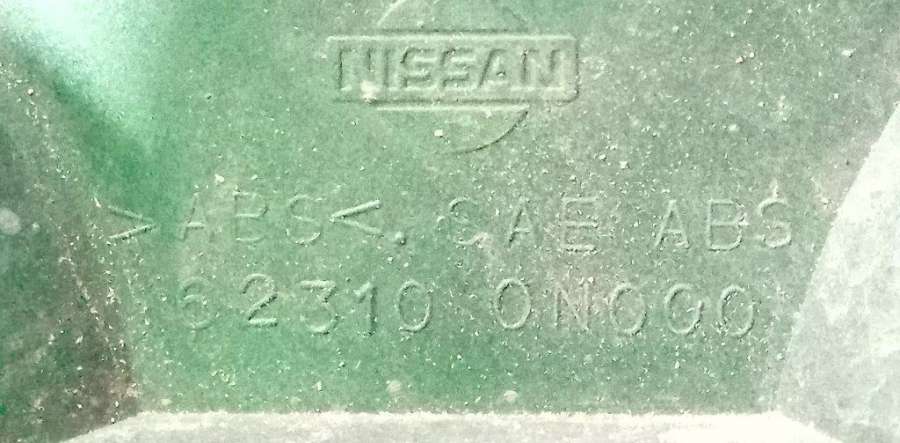 NISSAN
>ABS<. SAE ABS
62310 0N000